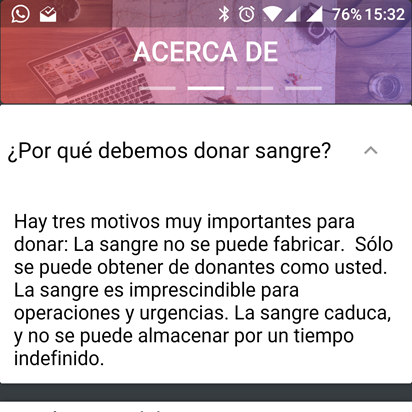 76% 15:32
ACERCA DE
¿Por qué debemos donar sangre?
Hay tres motivos muy importantes para
donar: La sangre no se puede fabricar.  Sólo
se puede obtener de donantes como usted.
La sangre es imprescindible para
operaciones y urgencias. La sangre caduca,
y no se puede almacenar por un tiempo
indefinido.